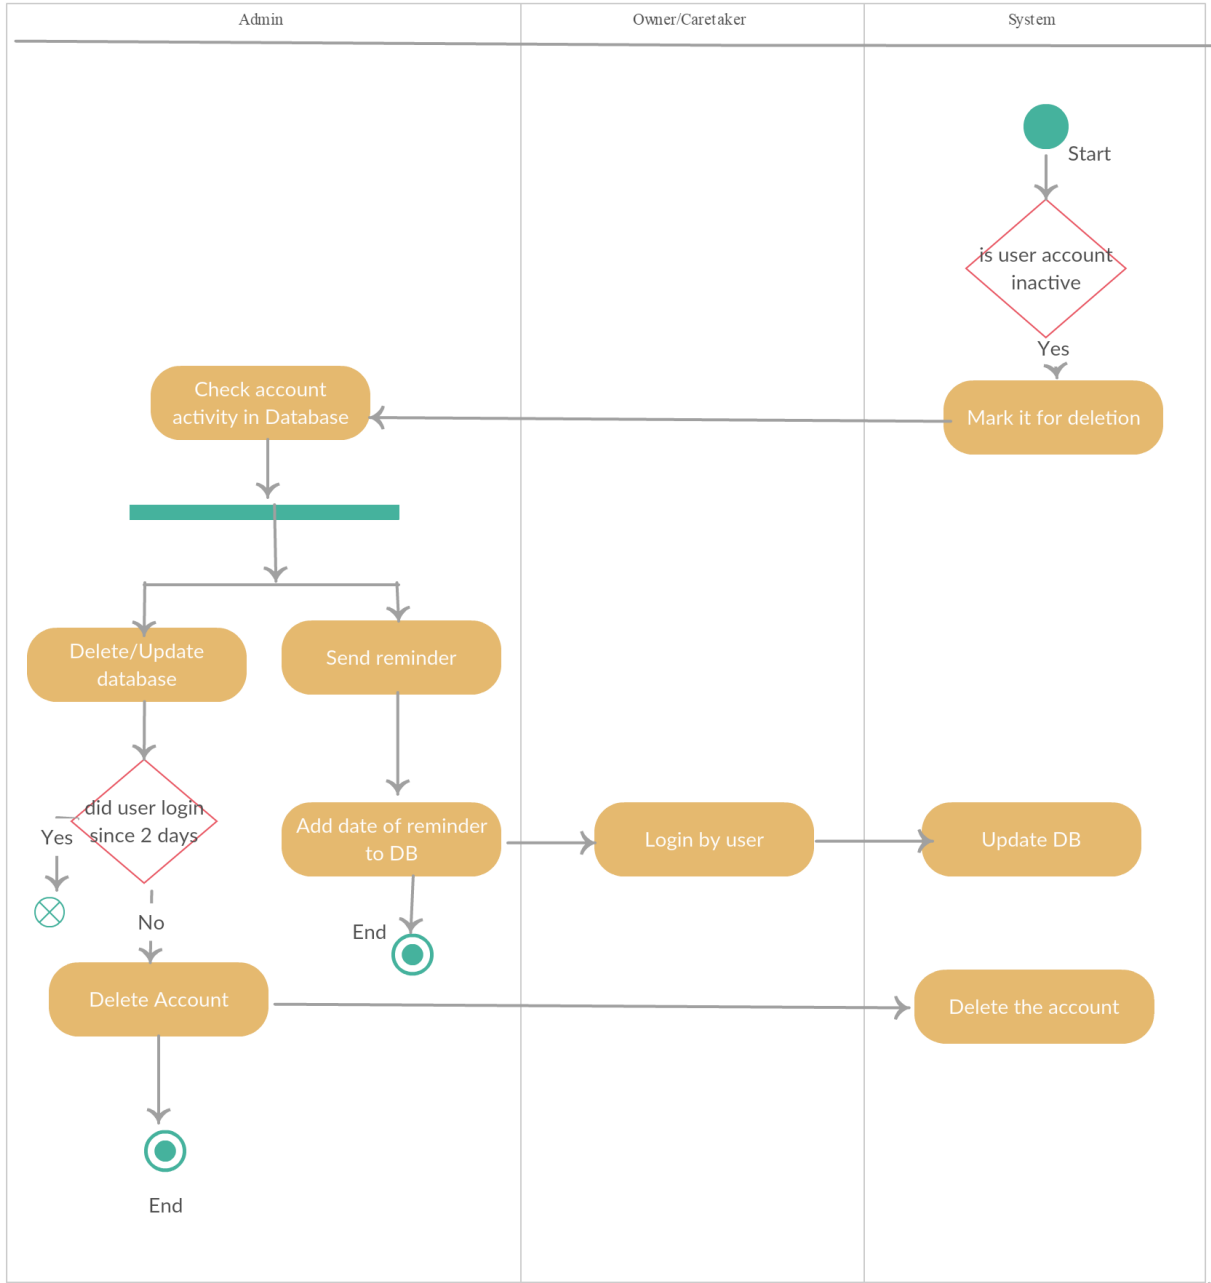 Admin
Owner/Caretaker
System
Start
is user account
inactive
Yes
Check account
activity in Database
Mark it for deletion
Delete/Update
database
Send reminder
did user login
since 2 days
Yes
Add date of reminder
to DB
Login by user
Update DB
No
End
Delete Account
Delete the account
End